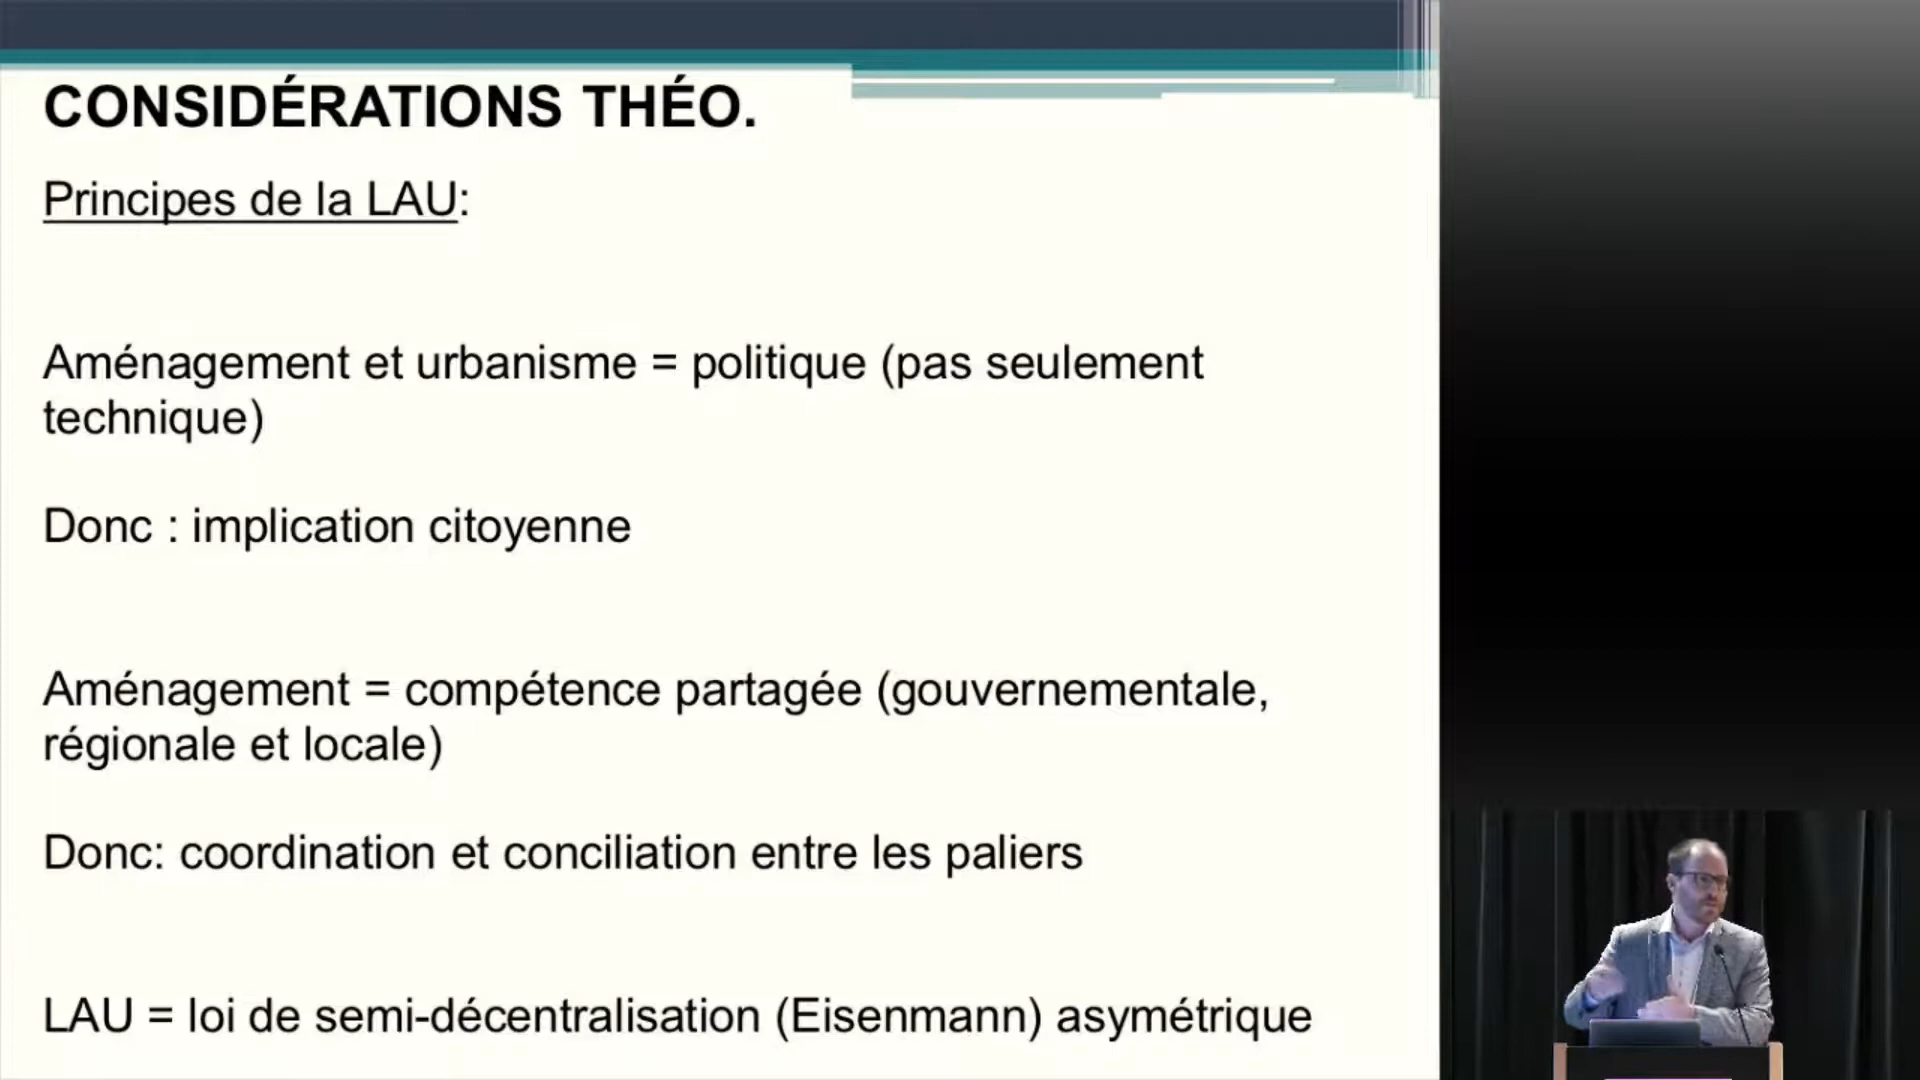 CONSIDÉRATIONS THÉO.
Principes de la LAU:
Aménagement et urbanisme = politique (pas seulement
technique)
Donc : implication citoyenne
Aménagement = compétence partagée (gouvernementale,
régionale et locale)
Donc: coordination et conciliation entre les paliers
LAU = loi de semi-décentralisation (Eisenmann) asymétrique